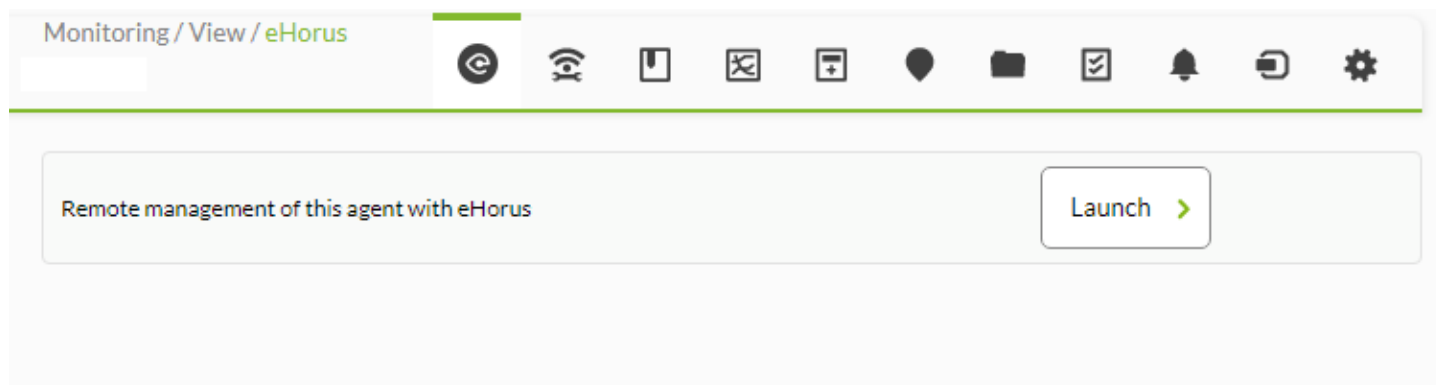 Monitoring / View / eHorus
Remote management of this agent with eHorus
Launch